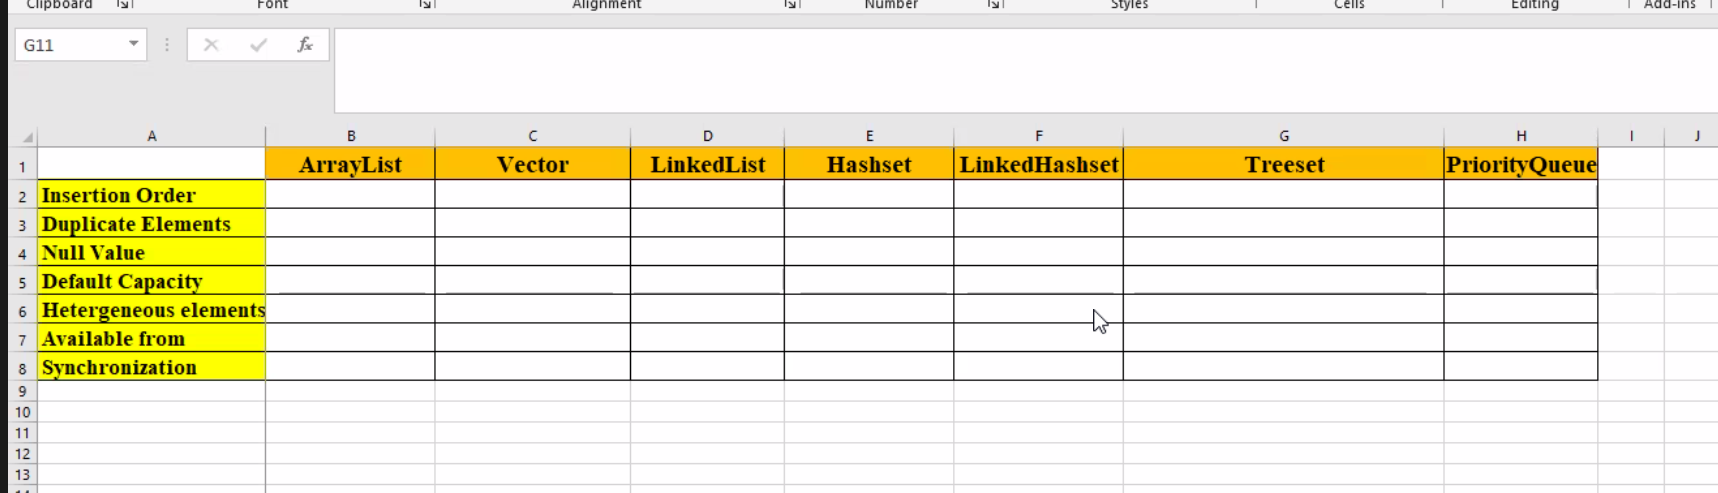 Clipboard Font Alignment Number Styles Cells Editing Add-ins
G11 fx
A B C D E F G H I J
1 ArrayList Vector LinkedList Hashset LinkedHashset Treeset PriorityQueue
2 Insertion Order
3 Duplicate Elements
4 Null Value
5 Default Capacity
6 Hetergeneous elements
7 Available from
8 Synchronization
9
10
11
12
13
14